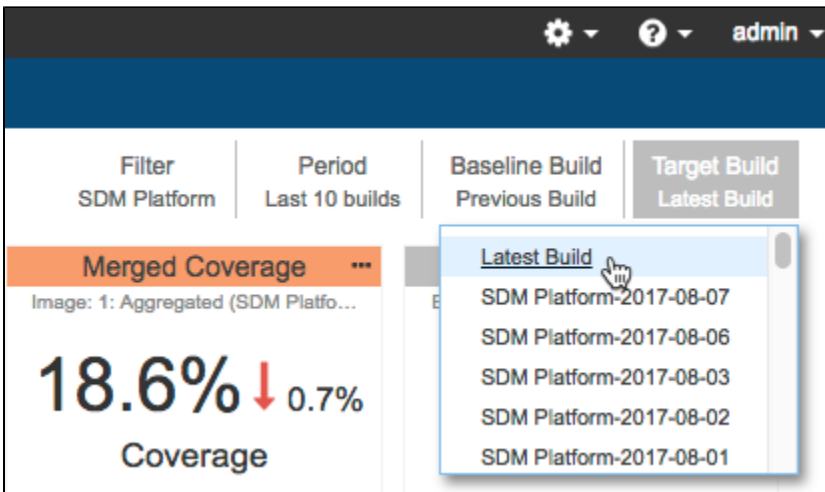 admin
Filter Period Baseline Build Target Build
SDM Platform Last 10 builds Previous Build Latest Build
Merged Coverage ...
Image: 1: Aggregated (SDM Platfo...
18.6% 0.7%
Coverage
Latest Build
SDM Platform-2017-08-07
SDM Platform-2017-08-06
SDM Platform-2017-08-03
SDM Platform-2017-08-02
SDM Platform-2017-08-01